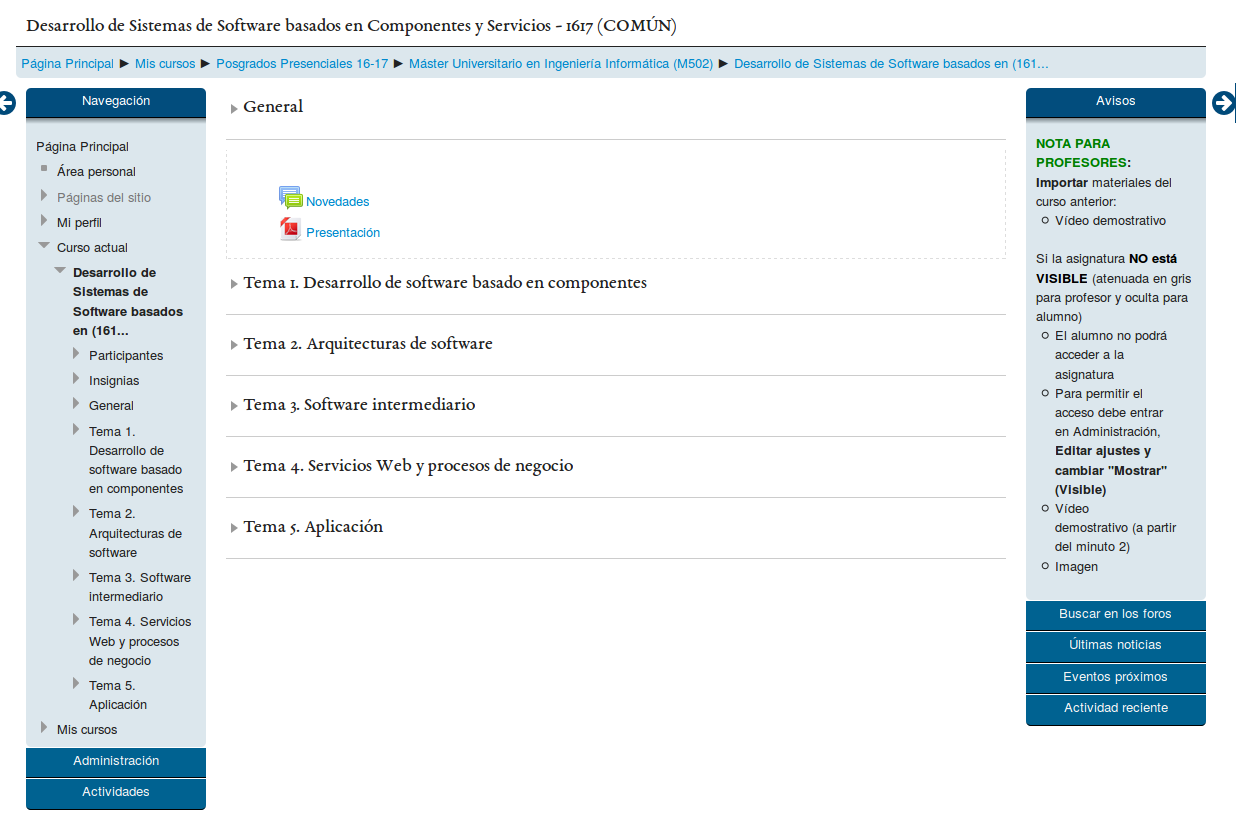 Desarrollo de Sistemas de Software basados en Componentes y Servicios - 1617 (COMÚN)
Página Principal ► Mis cursos ► Posgrados Presenciales 16-17 ► Máster Universitario en Ingeniería Informática (M502) ► Desarrollo de Sistemas de Software basados en (161...
Navegación
Página Principal
Área personal
Páginas del sitio
Mi perfil
Curso actual
Desarrollo de
Sistemas de
Software basados
en (161...
Participantes
Insignias
General
Tema 1.
Desarrollo de
software basado
en componentes
Tema 2.
Arquitecturas de
software
Tema 3. Software
intermediario
Tema 4. Servicios
Web y procesos
de negocio
Tema 5.
Aplicación
Mis cursos
Administración
Actividades
General
Novedades
Presentación
Tema 1. Desarrollo de software basado en componentes
Tema 2. Arquitecturas de software
Tema 3. Software intermediario
Tema 4. Servicios Web y procesos de negocio
Tema 5. Aplicación
Avisos
NOTA PARA
PROFESORES:
Importar materiales del
curso anterior:
Vídeo demostrativo
Si la asignatura NO está
VISIBLE (atenuada en gris
para profesor y oculta para
alumno)
El alumno no podrá
acceder a la
asignatura
Para permitir el
acceso debe entrar
en Administración,
Editar ajustes y
cambiar "Mostrar"
(Visible)
Vídeo
demostrativo (a partir
del minuto 2)
Imagen
Buscar en los foros
Últimas noticias
Eventos próximos
Actividad reciente